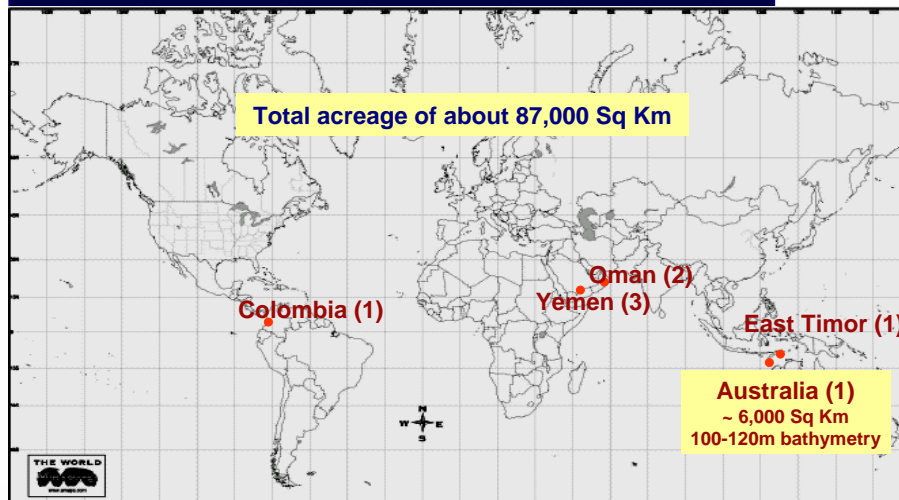 Total acreage of about 87,000 Sq Km
Oman (2)
Yemen (3)
Colombia (1)
East Timor (1)
Australia (1)
~ 6,000 Sq Km
100-120m bathymetry
N
W E
S
THE WORLD